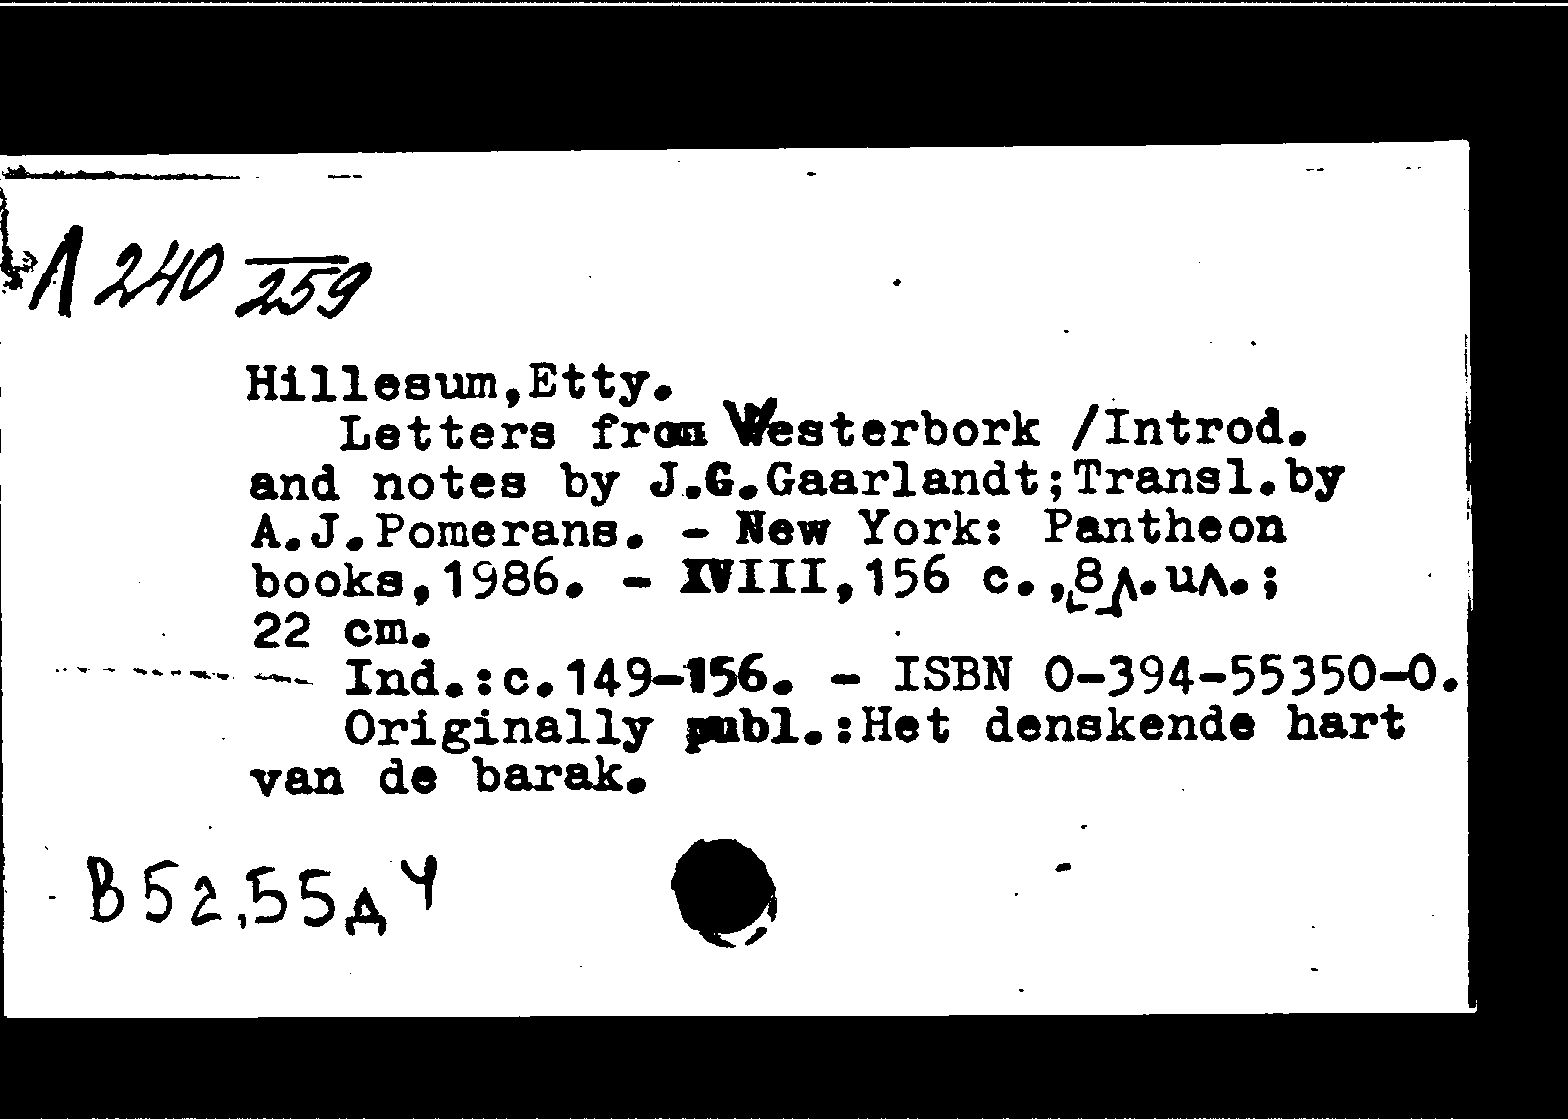 Л 240
259
Hillesum,Etty.
Letters from Westerbork /Introd.
and notes by J.G.Gaarlandt;Transl.by
A.J.Pomerans. - New York: Pantheon
books,1986. - XVIII,156 c.,[8]л.ил.;
22 cm.
Ind.:c.149-156. - ISBN 0-394-55350-0.
Originally publ.:Het denskende hart
van de barak.
В52.55д Ч